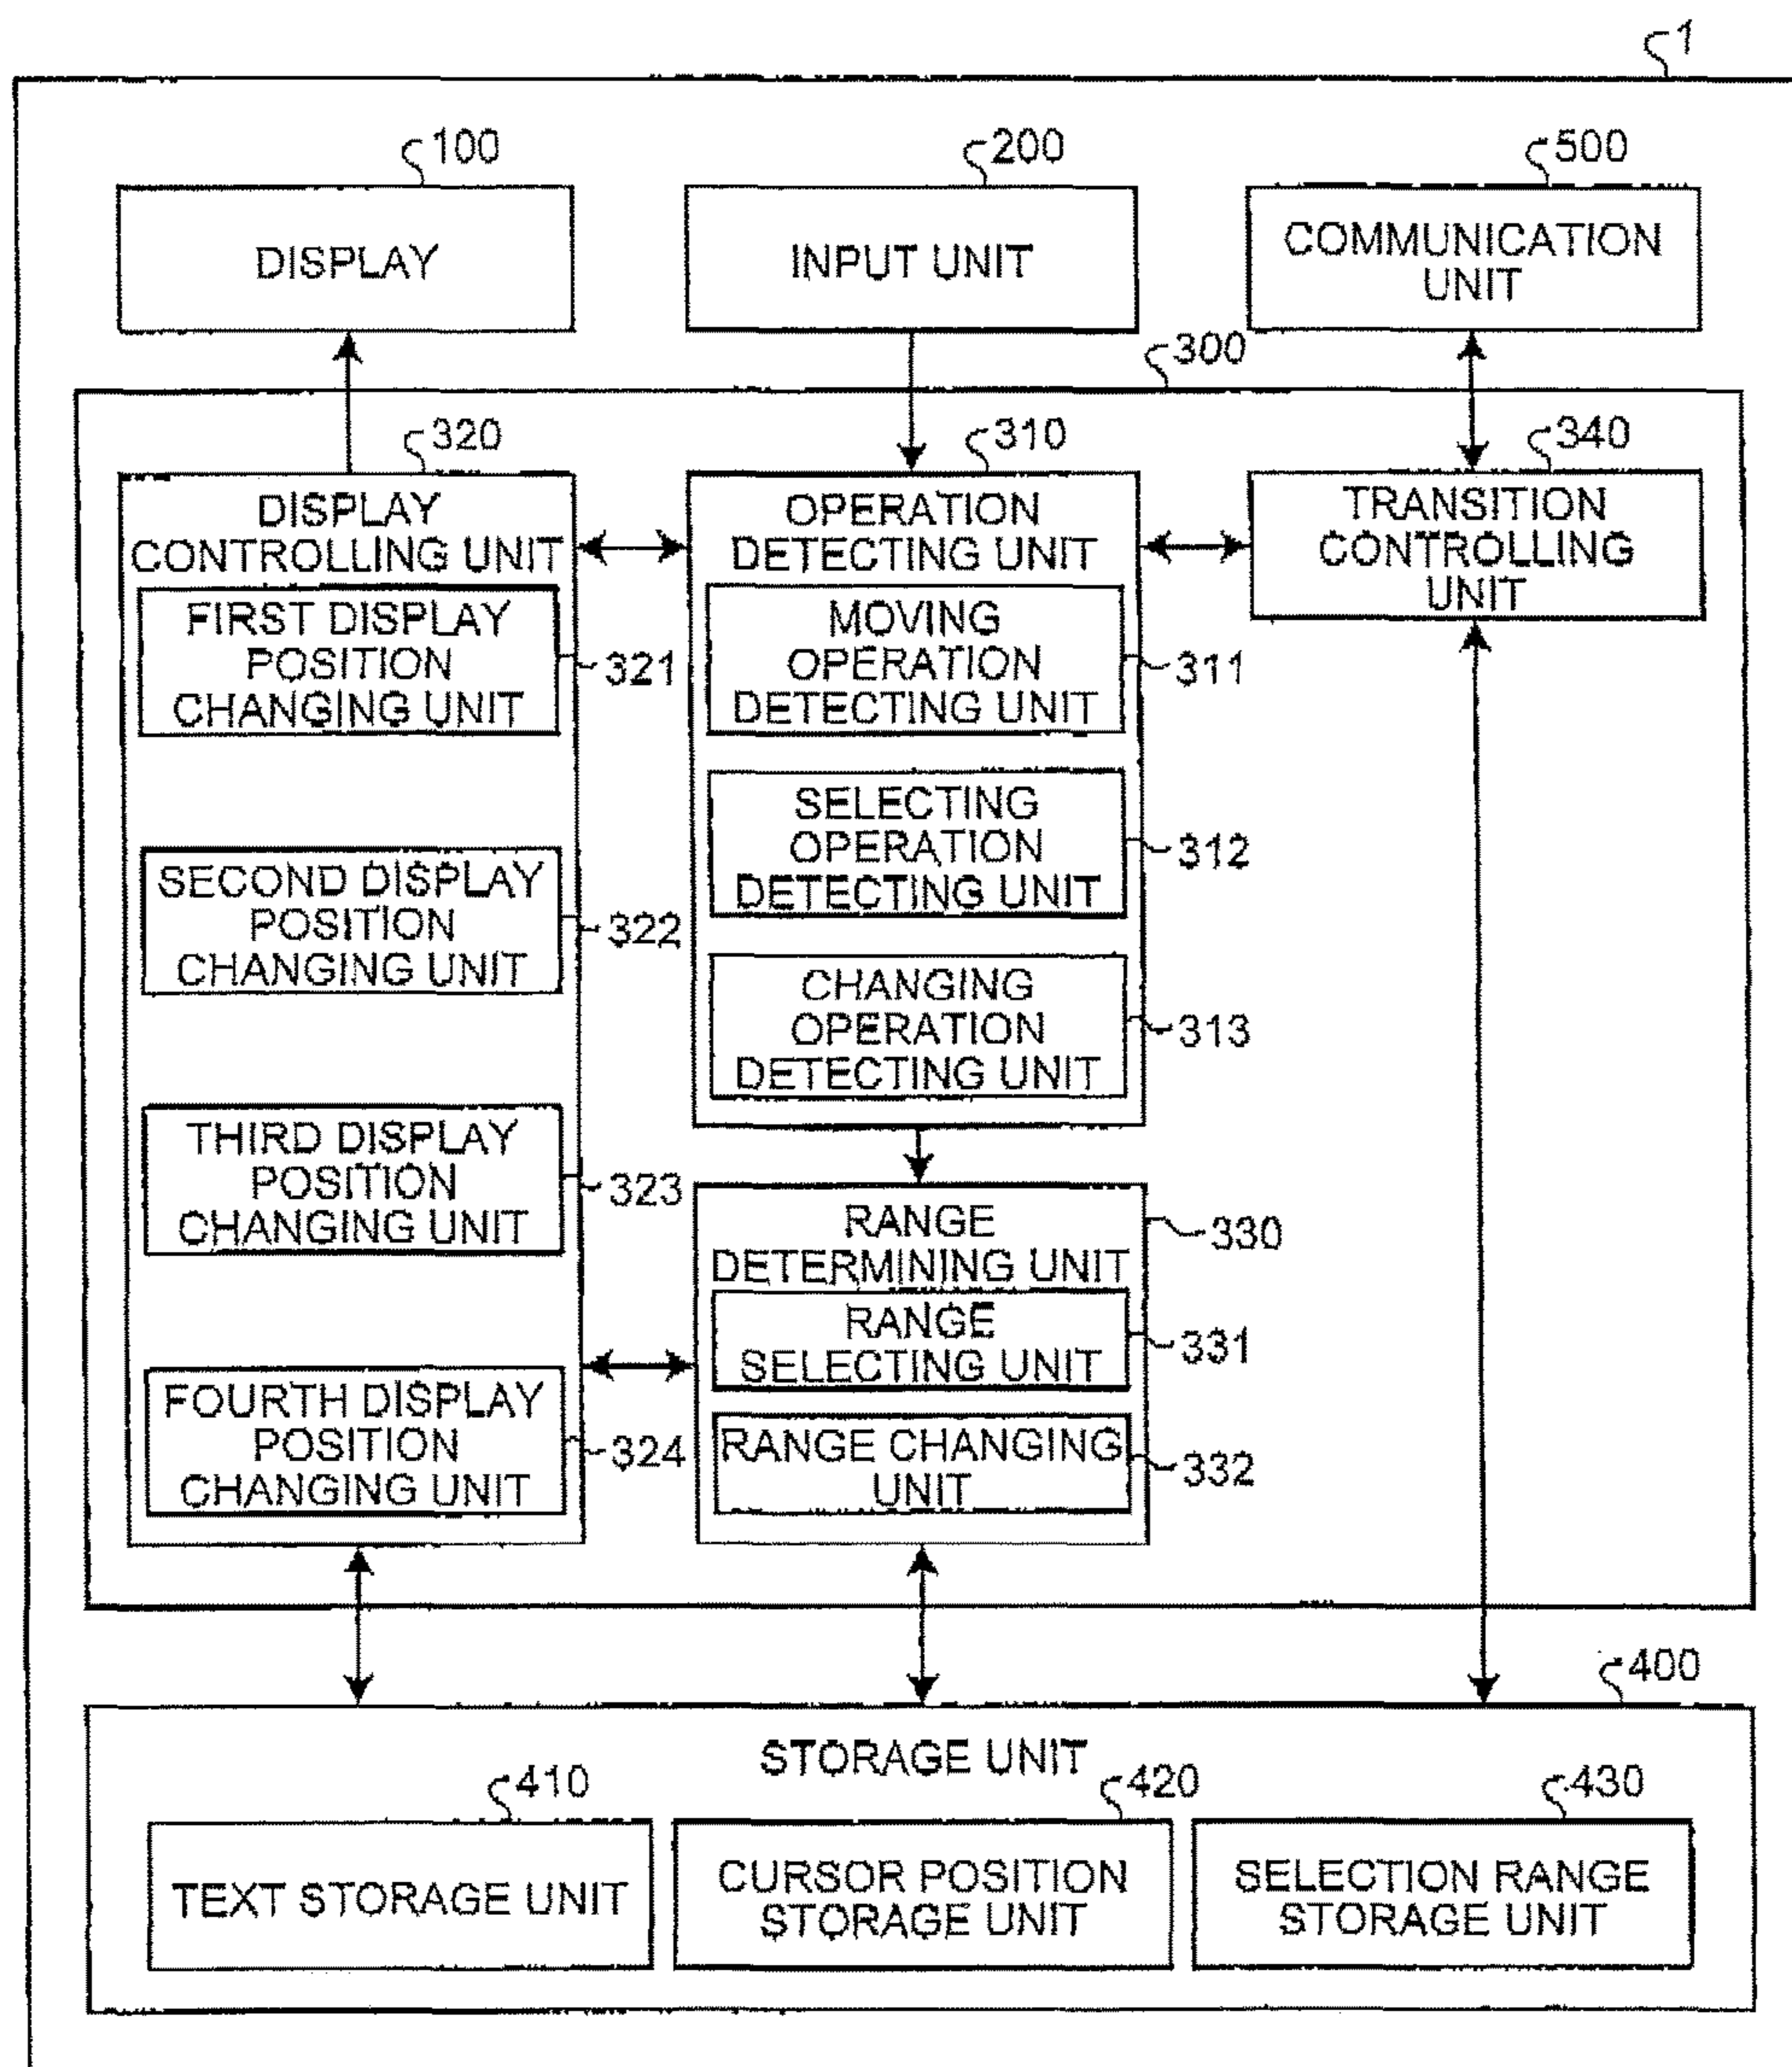 1
100
200
500
DISPLAY
INPUT UNIT
COMMUNICATION
UNIT
300
320
310
340
DISPLAY
CONTROLLING UNIT
FIRST DISPLAY
POSITION
CHANGING UNIT
321
SECOND DISPLAY
POSITION
CHANGING UNIT
322
THIRD DISPLAY
POSITION
CHANGING UNIT
323
FOURTH DISPLAY
POSITION
CHANGING UNIT
324
OPERATION
DETECTING UNIT
MOVING
OPERATION
DETECTING UNIT
311
SELECTING
OPERATION
DETECTING UNIT
312
CHANGING
OPERATION
DETECTING UNIT
313
TRANSITION
CONTROLLING
UNIT
RANGE
DETERMINING UNIT
330
RANGE
SELECTING UNIT
331
RANGE CHANGING
UNIT
332
400
STORAGE UNIT
410
420
430
TEXT STORAGE UNIT
CURSOR POSITION
STORAGE UNIT
SELECTION RANGE
STORAGE UNIT